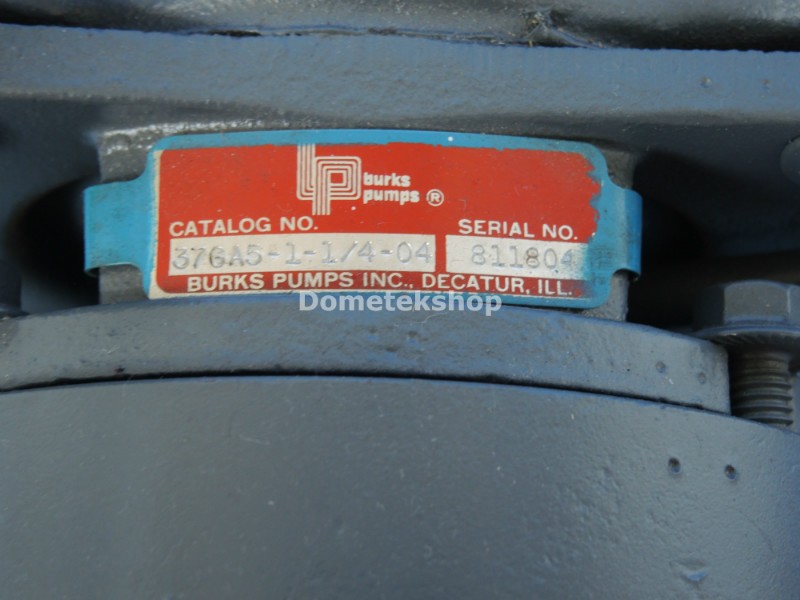 burks
pumps ®
CATALOG NO. SERIAL NO.
376A5-1-1/4-04 811804
BURKS PUMPS INC., DECATUR, ILL.
Dometekshop